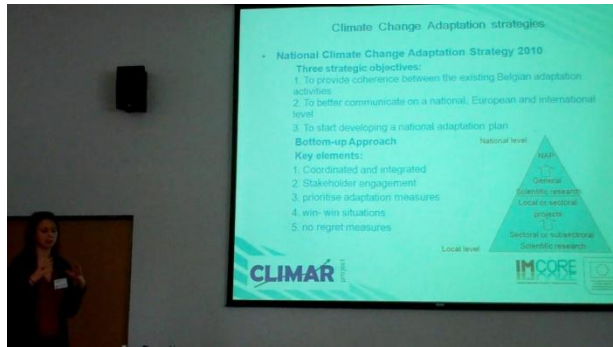 Climate Change Adaptation strategies
• National Climate Change Adaptation Strategy 2010
Three strategic objectives:
1. To provide coherence between the existing Belgian adaptation
activities
2. To better communicate on a national, European and international
level
3. To start developing a national adaptation plan
Bottom-up Approach
Key elements:
1. Coordinated and integrated
2. Stakeholder engagement
3. prioritise adaptation measures
4. win- win situations
5. no regret measures
National level
NAP
General
Scientific research
Local or sectoral
projects
Sectoral or subsectoral
Scientific research
Local level
CLIMAR
project
IMCORE